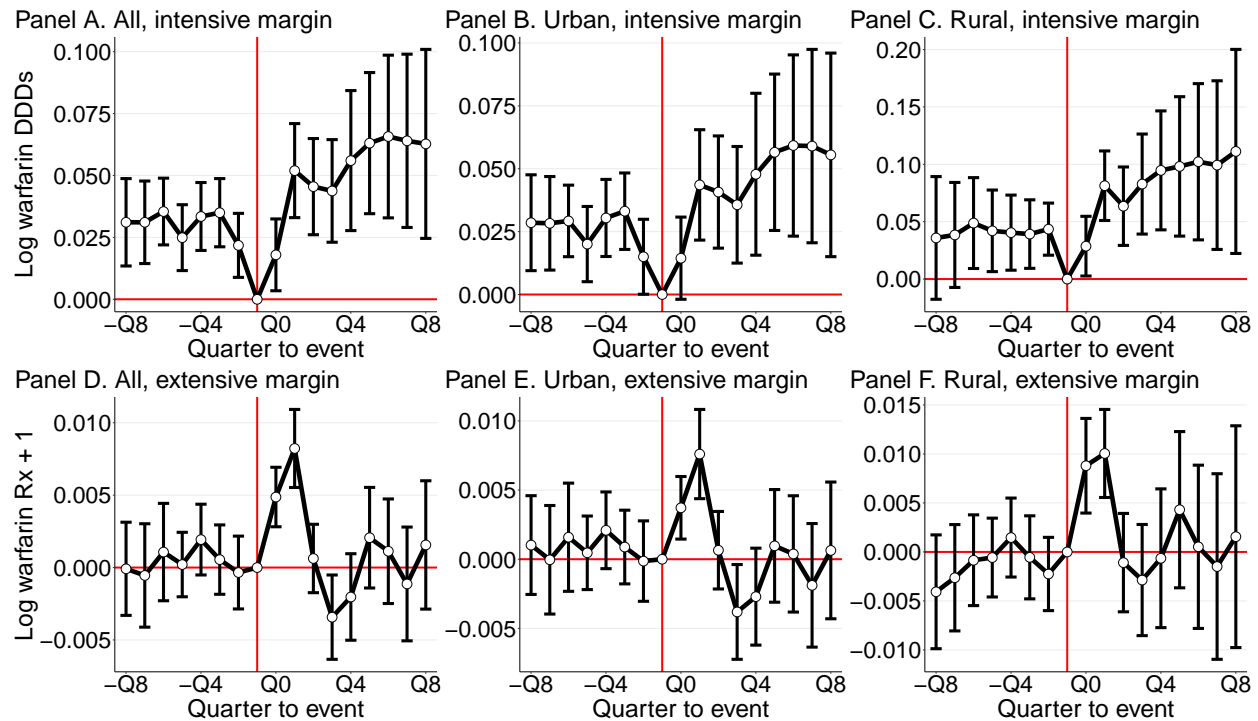 Panel A. All, intensive margin
Log warfarin DDDs
0.100
0.075
0.050
0.025
0.000
−Q8 −Q4 Q0 Q4 Q8
Quarter to event
Panel B. Urban, intensive margin
0.100
0.075
0.050
0.025
0.000
−Q8 −Q4 Q0 Q4 Q8
Quarter to event
Panel C. Rural, intensive margin
0.20
0.15
0.10
0.05
0.00
−Q8 −Q4 Q0 Q4 Q8
Quarter to event
Panel D. All, extensive margin
Log warfarin Rx + 1
0.010
0.005
0.000
−0.005
−Q8 −Q4 Q0 Q4 Q8
Quarter to event
Panel E. Urban, extensive margin
0.010
0.005
0.000
−0.005
−Q8 −Q4 Q0 Q4 Q8
Quarter to event
Panel F. Rural, extensive margin
0.015
0.010
0.005
0.000
−0.005
−0.010
−Q8 −Q4 Q0 Q4 Q8
Quarter to event